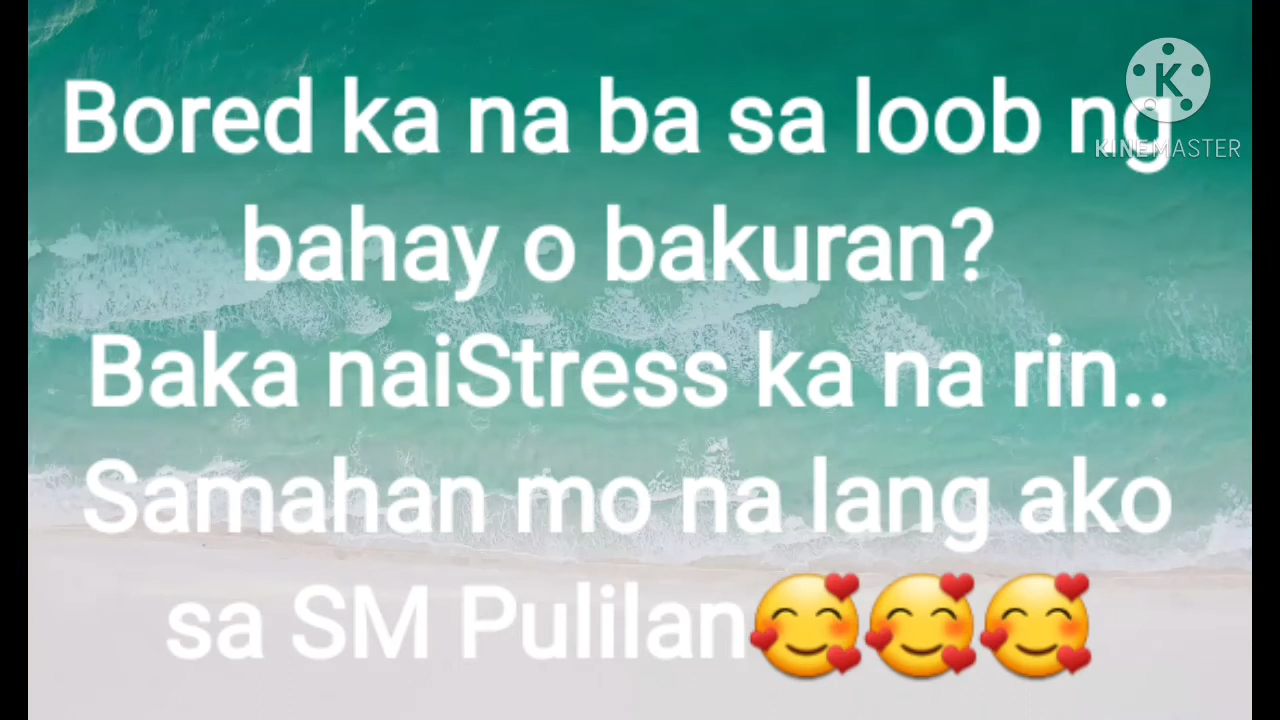 Bored ka na ba sa loob ng
bahay o bakuran?
Baka naiStress ka na rin..
Samahan mo na lang ako
sa SM Pulilan🥰🥰🥰
K
KINEMASTER